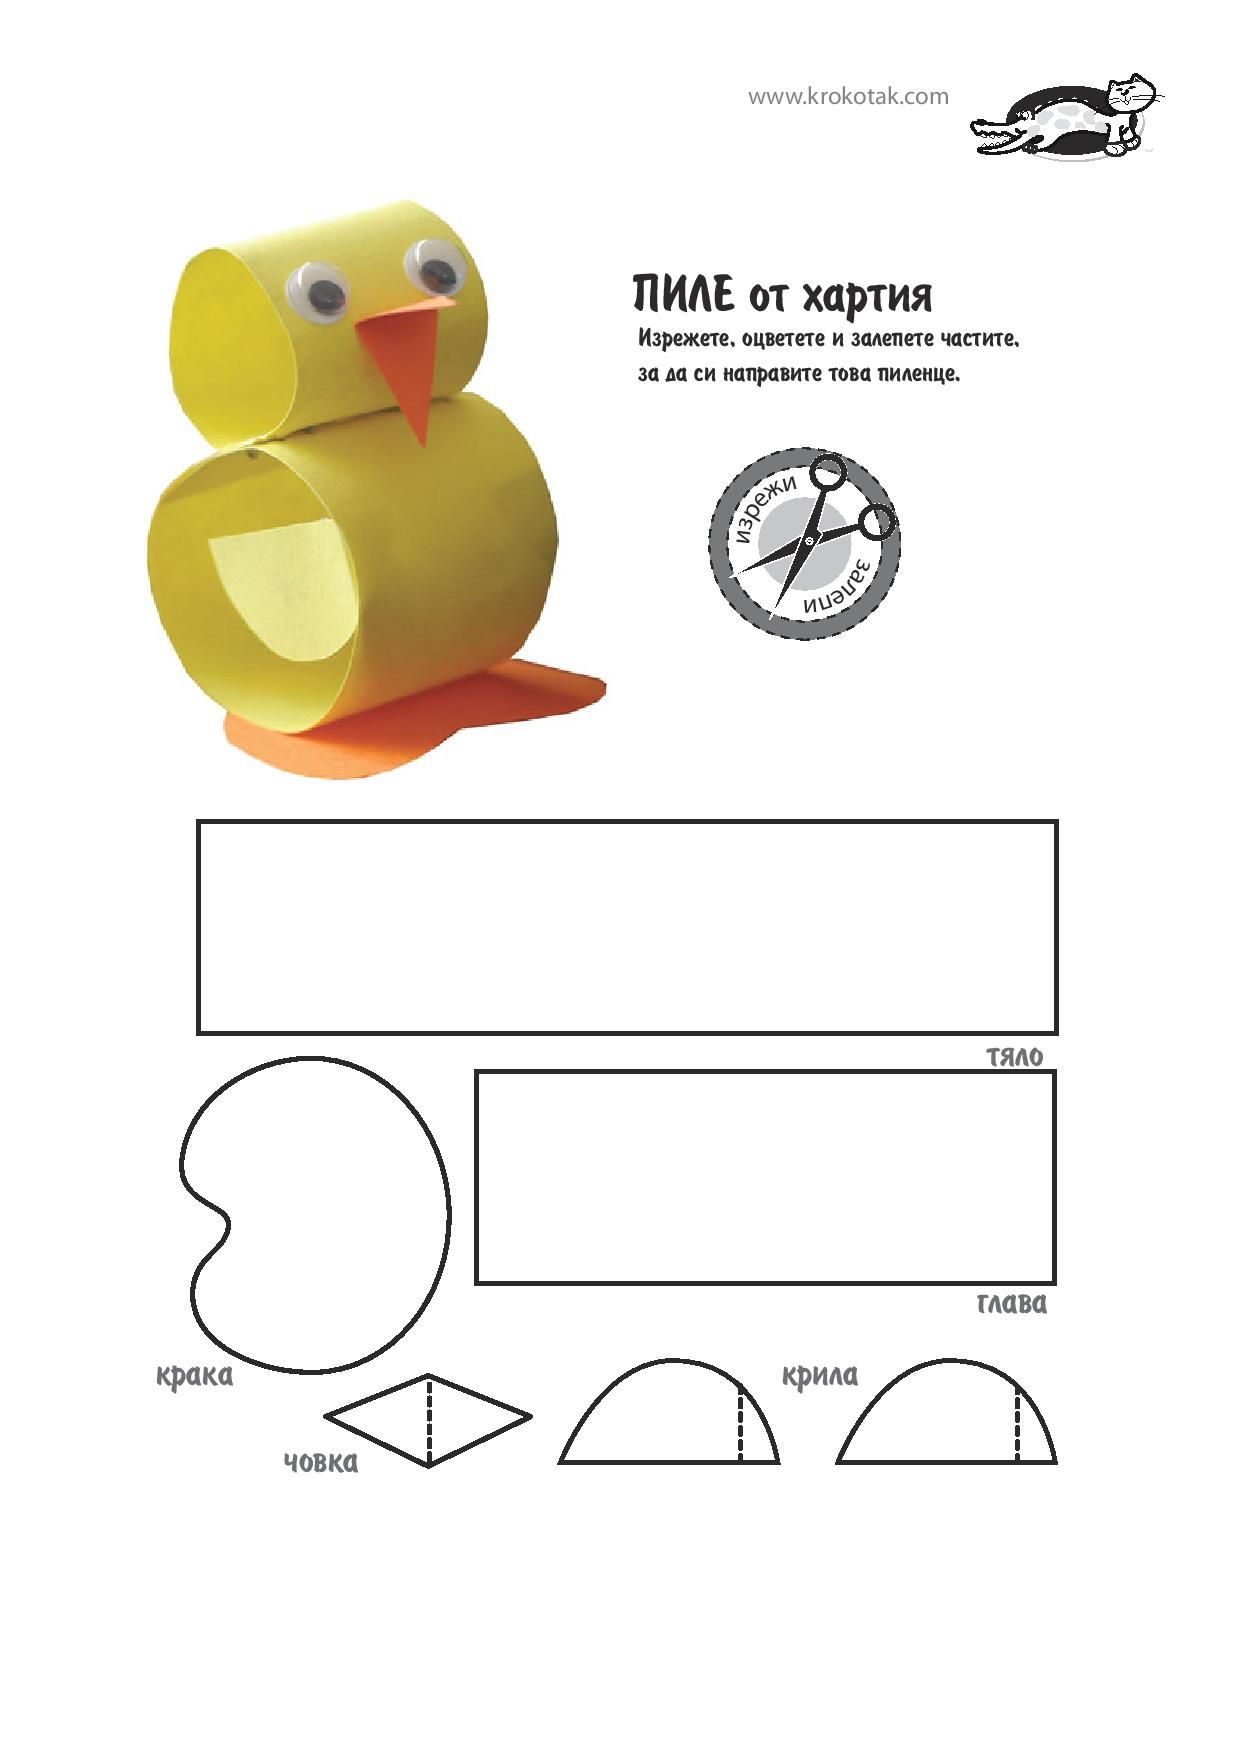 www.krokotak.com
ПИЛЕ от хартия
Изрежете, оцветете и залепете частите,
за да си направите това пиленце.
изрежи
залепи
тяло
глава
крака
крила
човка